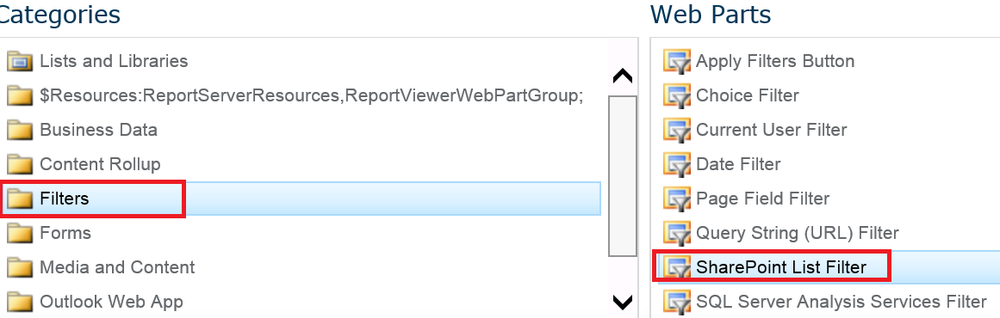 Categories
Lists and Libraries
$Resources:ReportServerResources,ReportViewerWebPartGroup;
Business Data
Content Rollup
Filters
Forms
Media and Content
Outlook Web App
Web Parts
Apply Filters Button
Choice Filter
Current User Filter
Date Filter
Page Field Filter
Query String (URL) Filter
SharePoint List Filter
SQL Server Analysis Services Filter